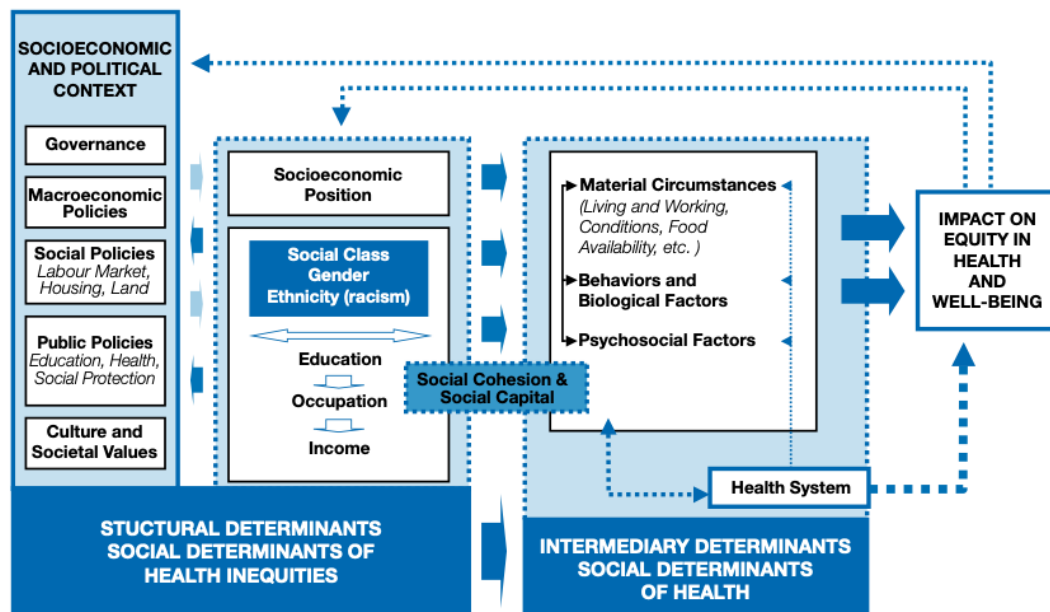 SOCIOECONOMIC
AND POLITICAL
CONTEXT
Governance
Macroeconomic
Policies
Social Policies
Labour Market,
Housing, Land
Public Policies
Education, Health,
Social Protection
Culture and
Societal Values
Socioeconomic
Position
Social Class
Gender
Ethnicity (racism)
Education
Occupation
Income
Social Cohesion &
Social Capital
Material Circumstances
(Living and Working,
Conditions, Food
Availability, etc. )
Behaviors and
Biological Factors
Psychosocial Factors
Health System
IMPACT ON
EQUITY IN
HEALTH
AND
WELL-BEING
STUCTURAL DETERMINANTS
SOCIAL DETERMINANTS OF
HEALTH INEQUITIES
INTERMEDIARY DETERMINANTS
SOCIAL DETERMINANTS
OF HEALTH